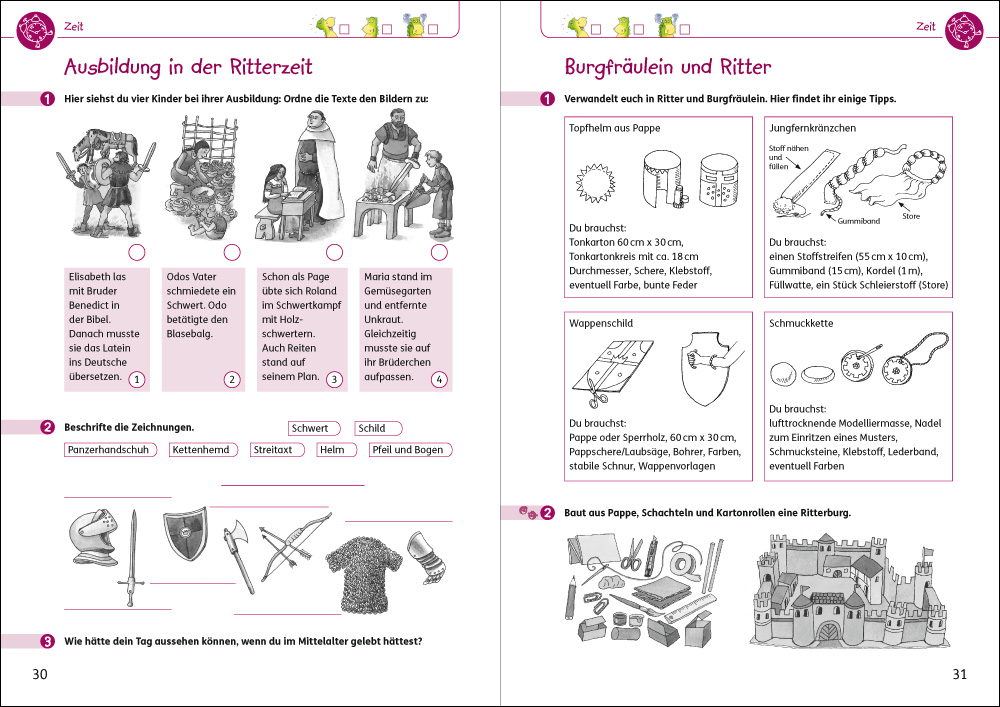 Zeit
Ausbildung in der Ritterzeit
1 Hier siehst du vier Kinder bei ihrer Ausbildung: Ordne die Texte den Bildern zu:
Elisabeth las
mit Bruder
Benedict in
der Bibel.
Danach musste
sie das Latein
ins Deutsche
übersetzen. 1
Odos Vater
schmiedete ein
Schwert. Odo
betätigte den
Blasebalg.
2
Schon als Page
übte sich Roland
im Schwertkampf
mit Holz-
schwertern.
Auch Reiten
stand auf
seinem Plan. 3
Maria stand im
Gemüsegarten
und entfernte
Unkraut.
Gleichzeitig
musste sie auf
ihr Brüderchen
aufpassen. 4
2 Beschrifte die Zeichnungen.
Schwert Schild
Panzerhandschuh Kettenhemd Streitaxt Helm Pfeil und Bogen
3 Wie hätte dein Tag aussehen können, wenn du im Mittelalter gelebt hättest?
30
Zeit
Burgfräulein und Ritter
1 Verwandelt euch in Ritter und Burgfräulein. Hier findet ihr einige Tipps.
Topfhelm aus Pappe
Du brauchst:
Tonkarton 60 cm x 30 cm,
Tonkartonkreis mit ca. 18 cm
Durchmesser, Schere, Klebstoff,
eventuell Farbe, bunte Feder
Jungfernkränzchen
Stoff nähen
und
füllen
Gummiband
Store
Du brauchst:
einen Stoffstreifen (55 cm x 10 cm),
Gummiband (15 cm), Kordel (1 m),
Füllwatte, ein Stück Schleierstoff (Store)
Wappenschild
Du brauchst:
Pappe oder Sperrholz, 60 cm x 30 cm,
Pappschere/Laubsäge, Bohrer, Farben,
stabile Schnur, Wappenvorlagen
Schmuckkette
Du brauchst:
lufttrocknende Modelliermasse, Nadel
zum Einritzen eines Musters,
Schmucksteine, Klebstoff, Lederband,
eventuell Farben
2 Baut aus Pappe, Schachteln und Kartonrollen eine Ritterburg.
31